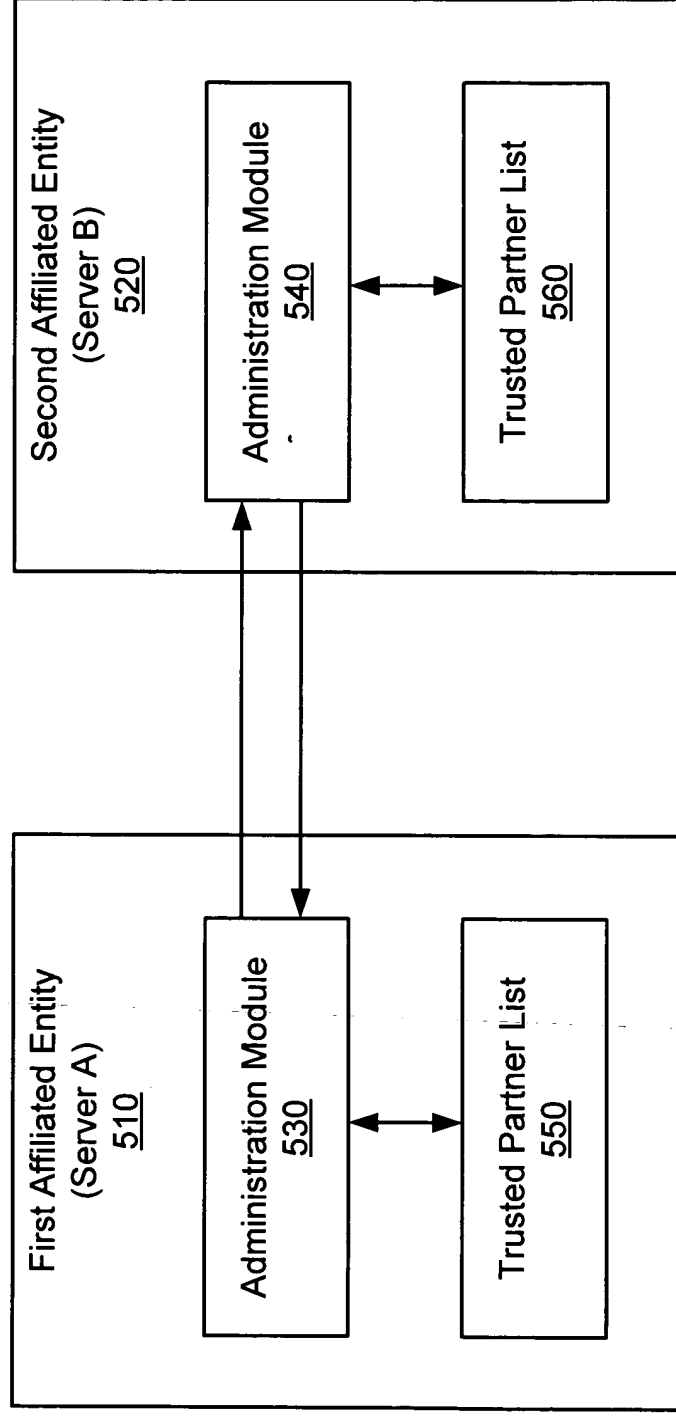 First Affiliated Entity
(Server A)
510
Administration Module
530
Trusted Partner List
550
Second Affiliated Entity
(Server B)
520
Administration Module
540
Trusted Partner List
560